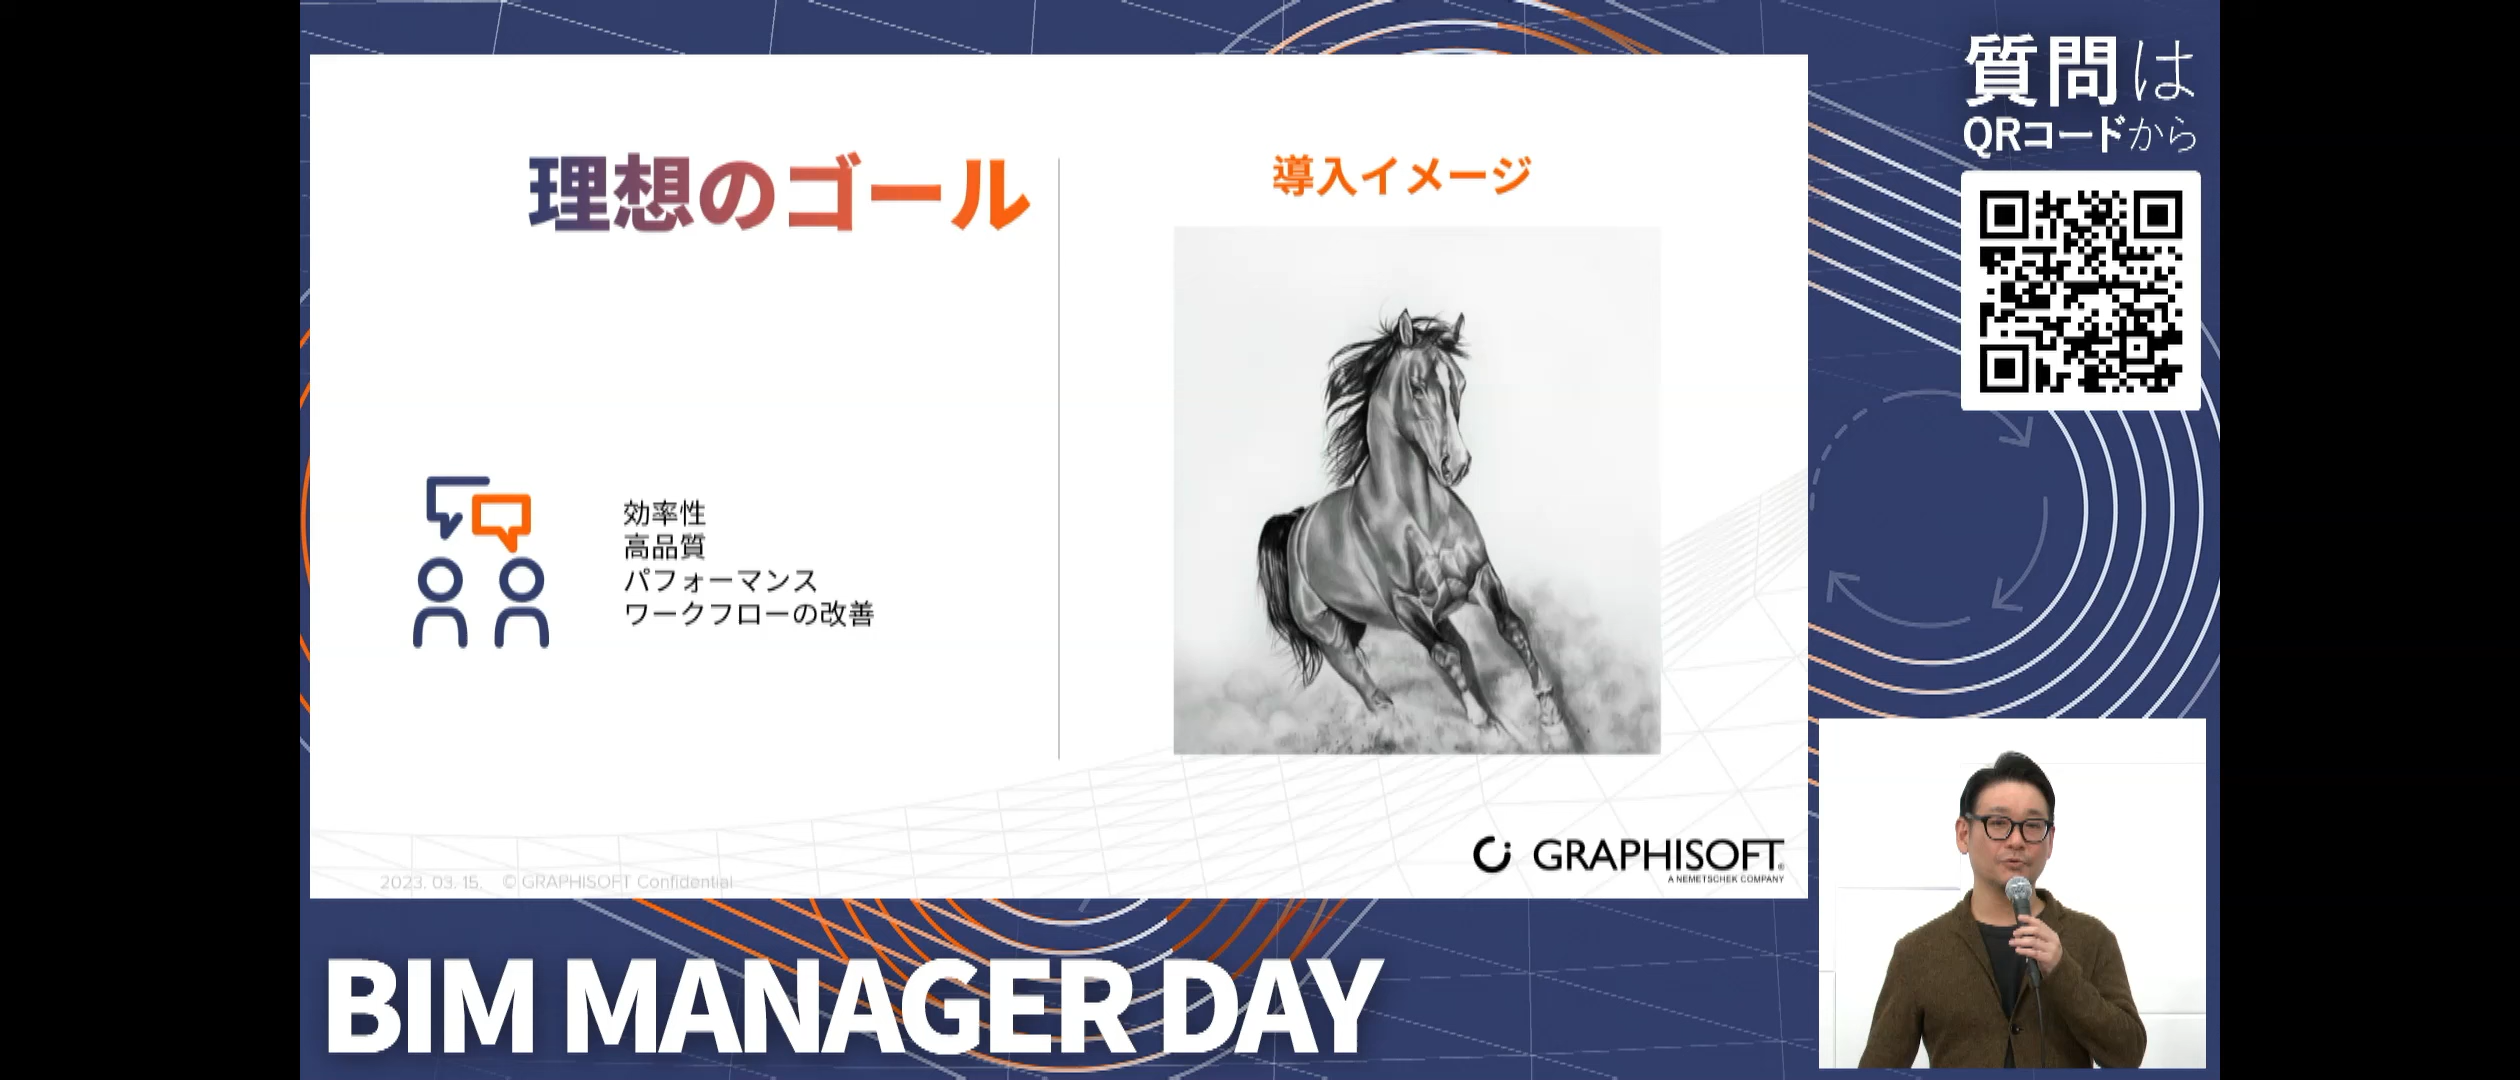 理想のゴール
導入イメージ
効率性
高品質
パフォーマンス
ワークフローの改善
2023. 03. 15. © GRAPHISOFT Confidential
GRAPHISOFT®
A NEMETSCHEK COMPANY
質問は
QRコードから
BIM MANAGER DAY